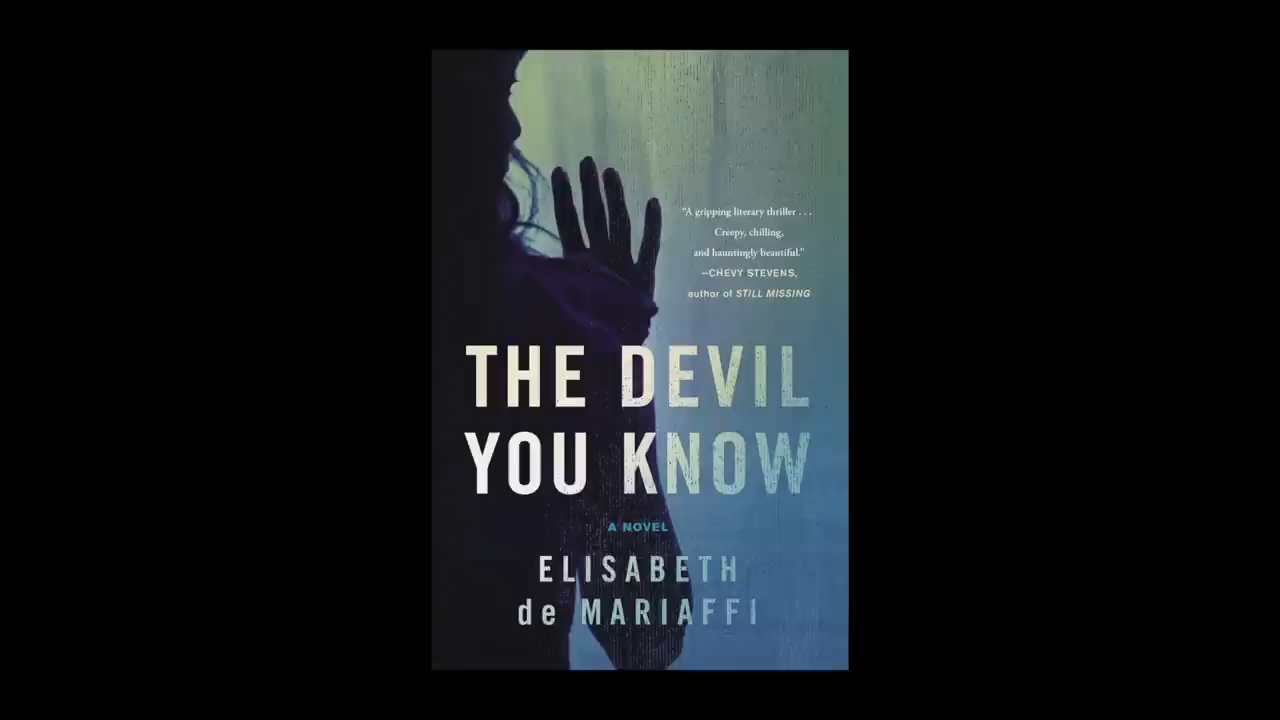 "A gripping literary thriller . . .
Creepy, chilling,
and hauntingly beautiful."
—CHEVY STEVENS,
author of STILL MISSING
THE DEVIL
YOU KNOW
A NOVEL
ELISABETH
de MARIAFFI